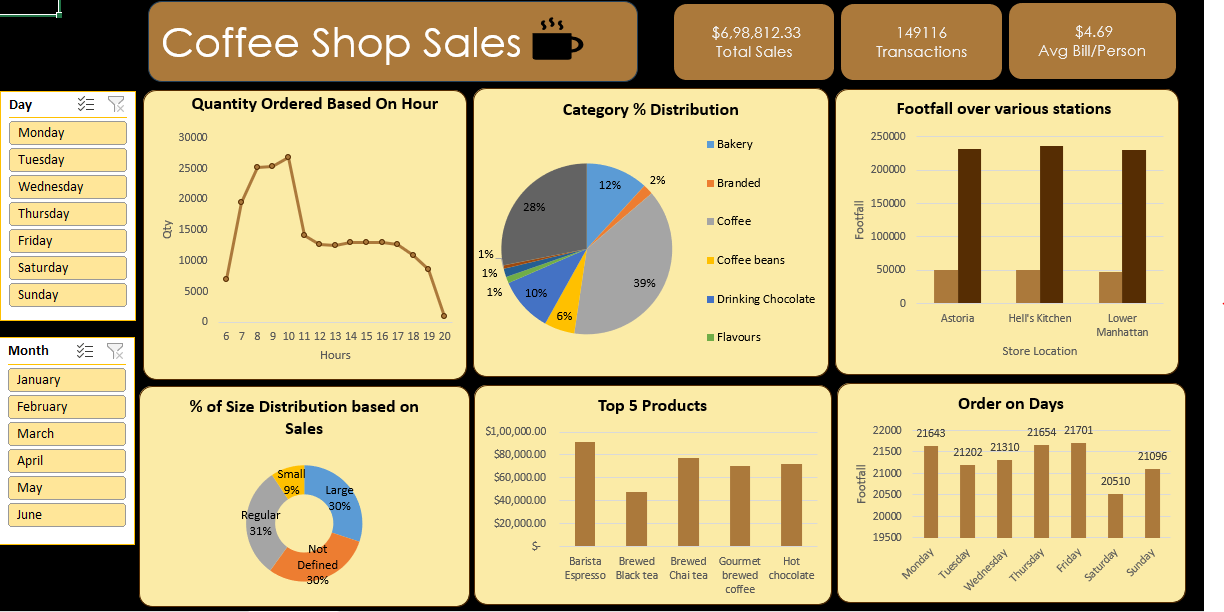 Coffee Shop Sales
$6,98,812.33
Total Sales
149116
Transactions
$4.69
Avg Bill/Person
Day
Monday
Tuesday
Wednesday
Thursday
Friday
Saturday
Sunday
Month
January
February
March
April
May
June
Quantity Ordered Based On Hour
Qty
30000
25000
20000
15000
10000
5000
0
6 7 8 9 10 11 12 13 14 15 16 17 18 19 20
Hours
Category % Distribution
12%
2%
39%
6%
10%
1%
1%
1%
28%
Bakery
Branded
Coffee
Coffee beans
Drinking Chocolate
Flavours
Footfall over various stations
Footfall
250000
200000
150000
100000
50000
0
Astoria
Hell's Kitchen
Lower
Manhattan
Store Location
% of Size Distribution based on
Sales
Small
9%
Large
30%
Regular
31%
Not
Defined
30%
Top 5 Products
$1,00,000.00
$80,000.00
$60,000.00
$40,000.00
$20,000.00
$-
Barista
Espresso
Brewed
Black tea
Brewed
Chai tea
Gourmet
brewed
coffee
Hot
chocolate
Order on Days
Footfall
22000
21500
21000
20500
20000
19500
21643
21202
21310
21654
21701
20510
21096
Monday
Tuesday
Wednesday
Thursday
Friday
Saturday
Sunday